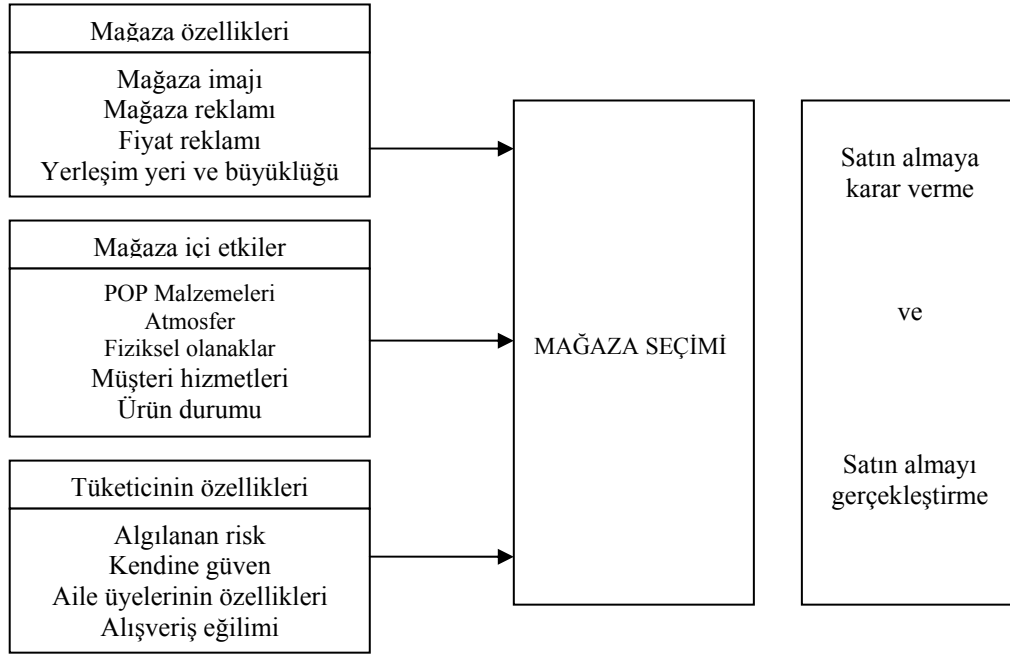 Mağaza özellikleri
Mağaza imajı
Mağaza reklamı
Fiyat reklamı
Yerleşim yeri ve büyüklüğü
Mağaza içi etkiler
POP Malzemeleri
Atmosfer
Fiziksel olanaklar
Müşteri hizmetleri
Ürün durumu
Tüketicinin özellikleri
Algılanan risk
Kendine güven
Aile üyelerinin özellikleri
Alışveriş eğilimi
MAĞAZA SEÇİMİ
Satın almaya
karar verme
ve
Satın almayı
gerçekleştirme